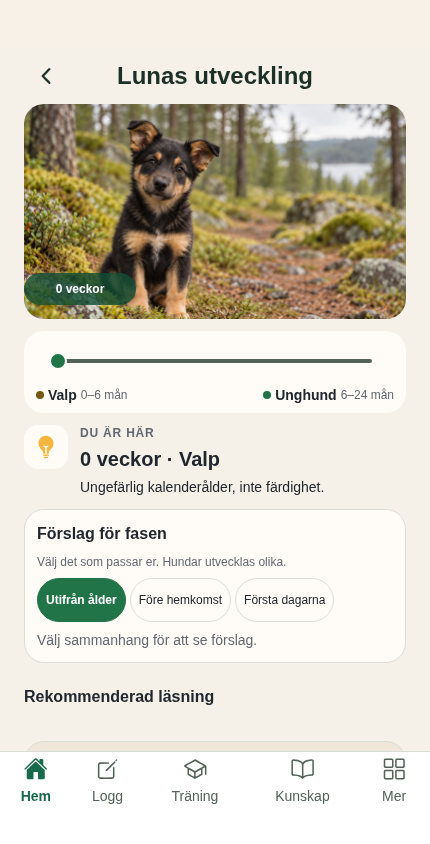 Lunas utveckling
0 veckor
Valp 0–6 mån
Unghund 6–24 mån
DU ÄR HÄR
0 veckor · Valp
Ungefärlig kalenderålder, inte färdighet.
Förslag för fasen
Välj det som passar er. Hundar utvecklas olika.
Utifrån ålder
Före hemkomst
Första dagarna
Välj sammanhang för att se förslag.
Rekommenderad läsning
Hem
Logg
Träning
Kunskap
Mer